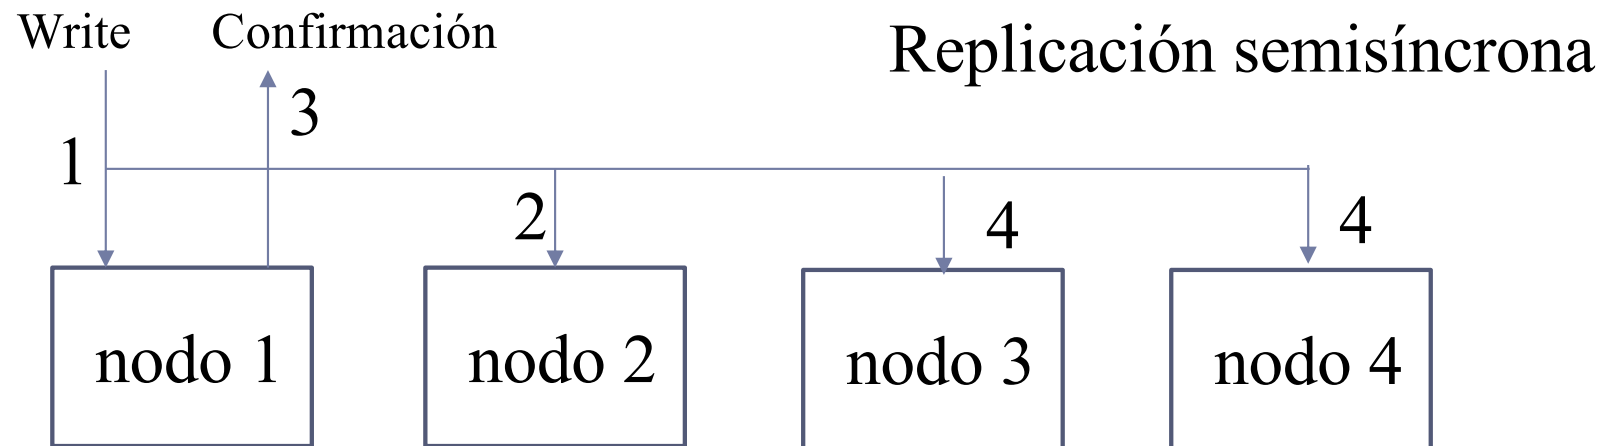 Write
Confirmación
Replicación semisíncrona
3
1
2
4
4
nodo 1
nodo 2
nodo 3
nodo 4